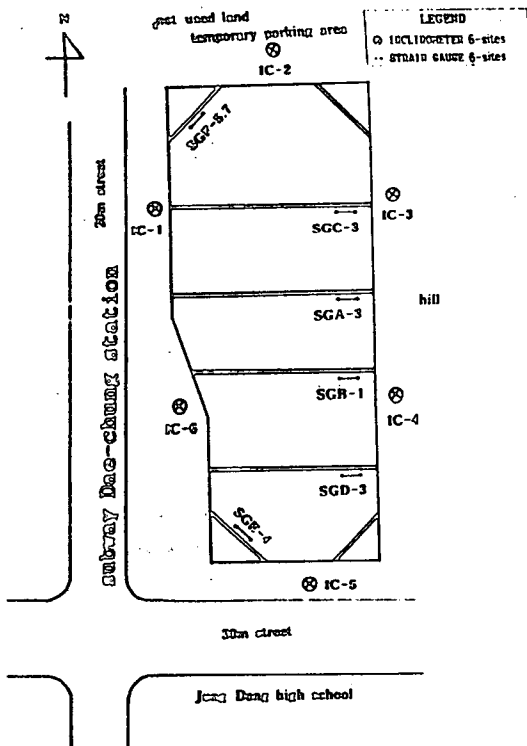 N
not used land
temporary parking area
IC-2
LEGEND
INCLINOMETER 6-sites
STRAIN GAUGE 6-sites
SGF-5.7
20m street
IC-1
IC-3
SGC-3
subway Dae-chung station
SGA-3
hill
SGB-1
IC-4
IC-6
SGD-3
SGE-4
IC-5
30m street
Jong Dang high school